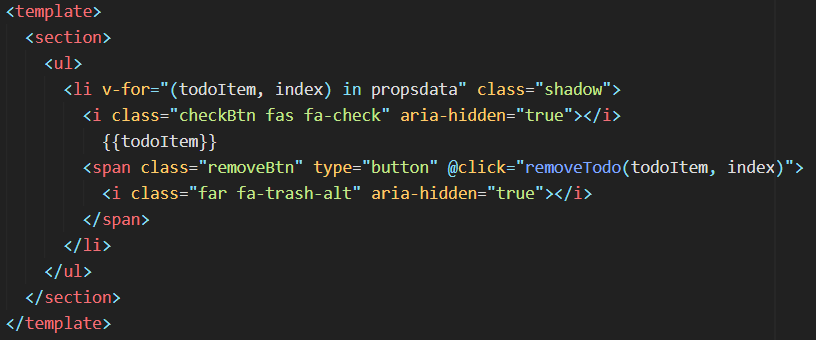 <template>
<section>
<ul>
<li v-for="(todoItem, index) in propsdata" class="shadow">
<i class="checkBtn fas fa-check" aria-hidden="true"></i>
{{todoItem}}
<span class="removeBtn" type="button" @click="removeTodo(todoItem, index)">
<i class="far fa-trash-alt" aria-hidden="true"></i>
</span>
</li>
</ul>
</section>
</template>